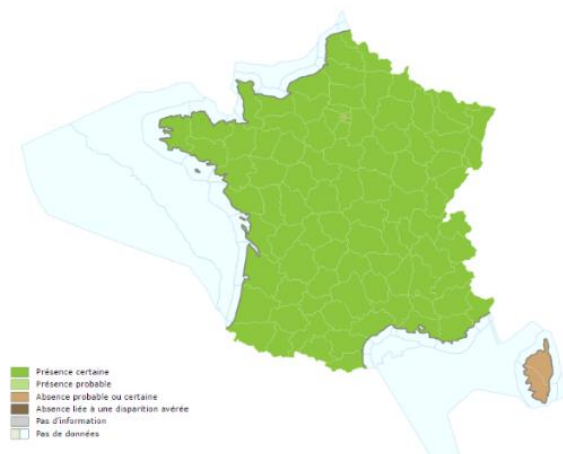 Présence certaine
Présence probable
Absence probable ou certaine
Absence liée à une disparition avérée
Pas d'information
Pas de données